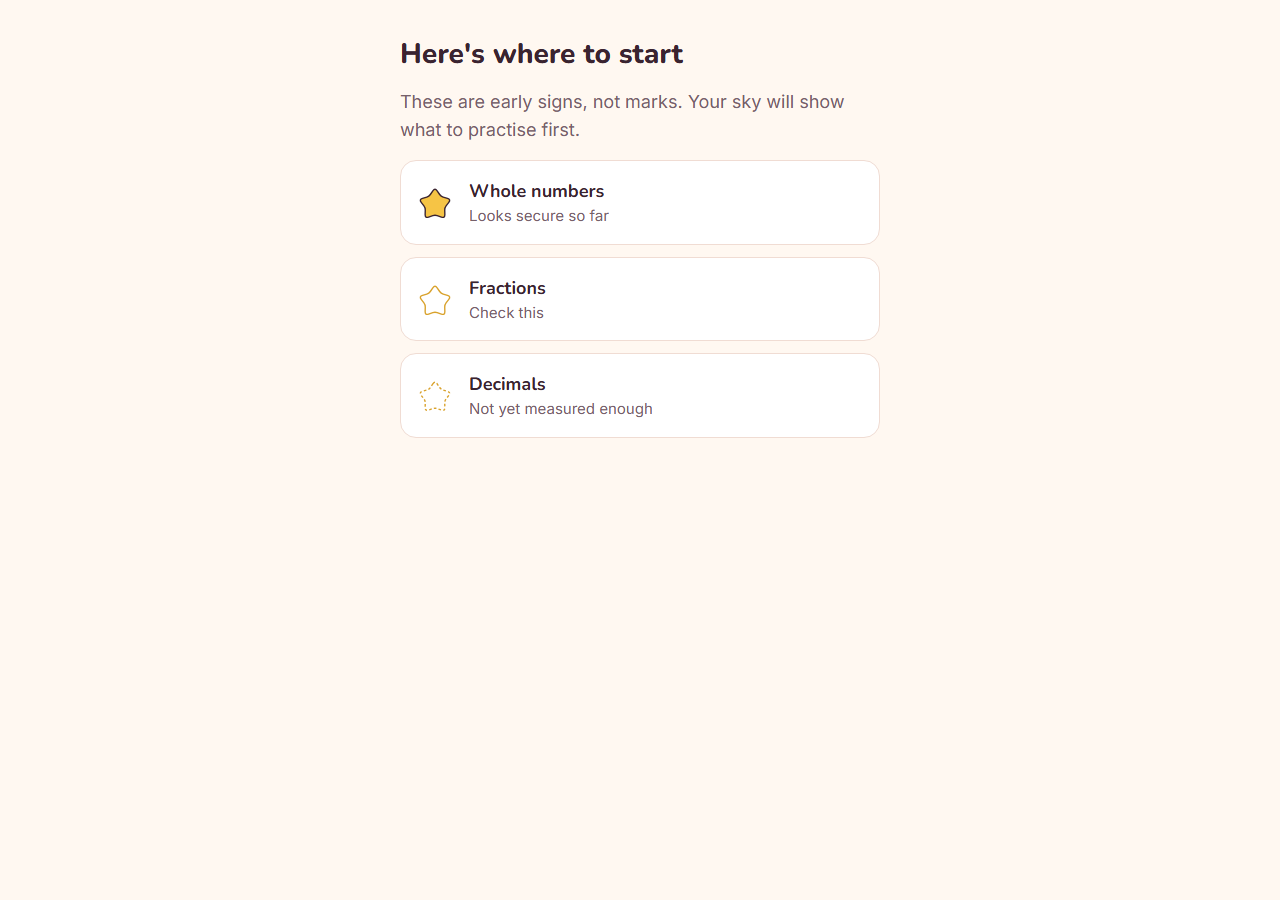 Here's where to start
These are early signs, not marks. Your sky will show
what to practise first.
Whole numbers
Looks secure so far
Fractions
Check this
Decimals
Not yet measured enough